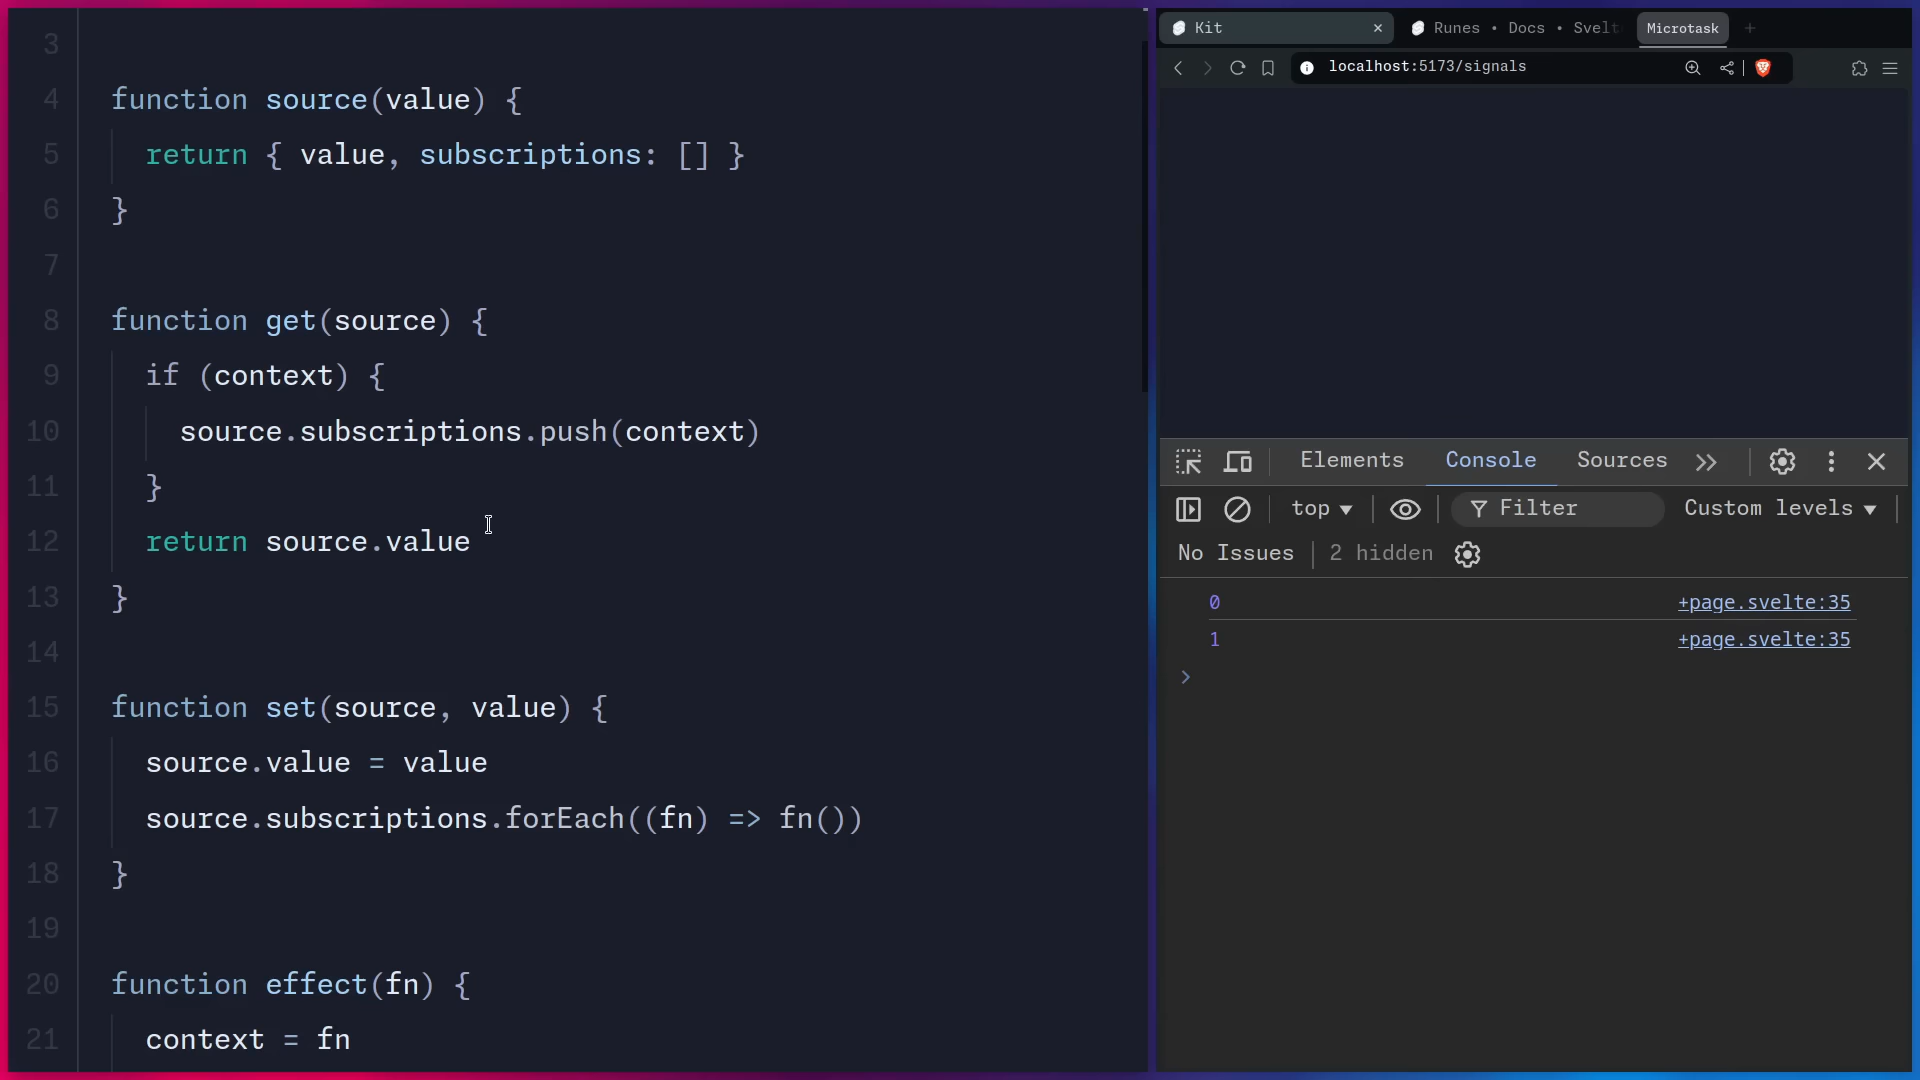 3
4 function source(value) {
5 return { value, subscriptions: [] }
6 }
7
8 function get(source) {
9 if (context) {
10 source.subscriptions.push(context)
11 }
12 return source.value
13 }
14
15 function set(source, value) {
16 source.value = value
17 source.subscriptions.forEach((fn) => fn())
18 }
19
20 function effect(fn) {
21 context = fn
Kit × Runes • Docs • Svelt Microtask +
localhost:5173/signals
Elements Console Sources
top Filter Custom levels
No Issues 2 hidden
0 +page.svelte:35
1 +page.svelte:35
>